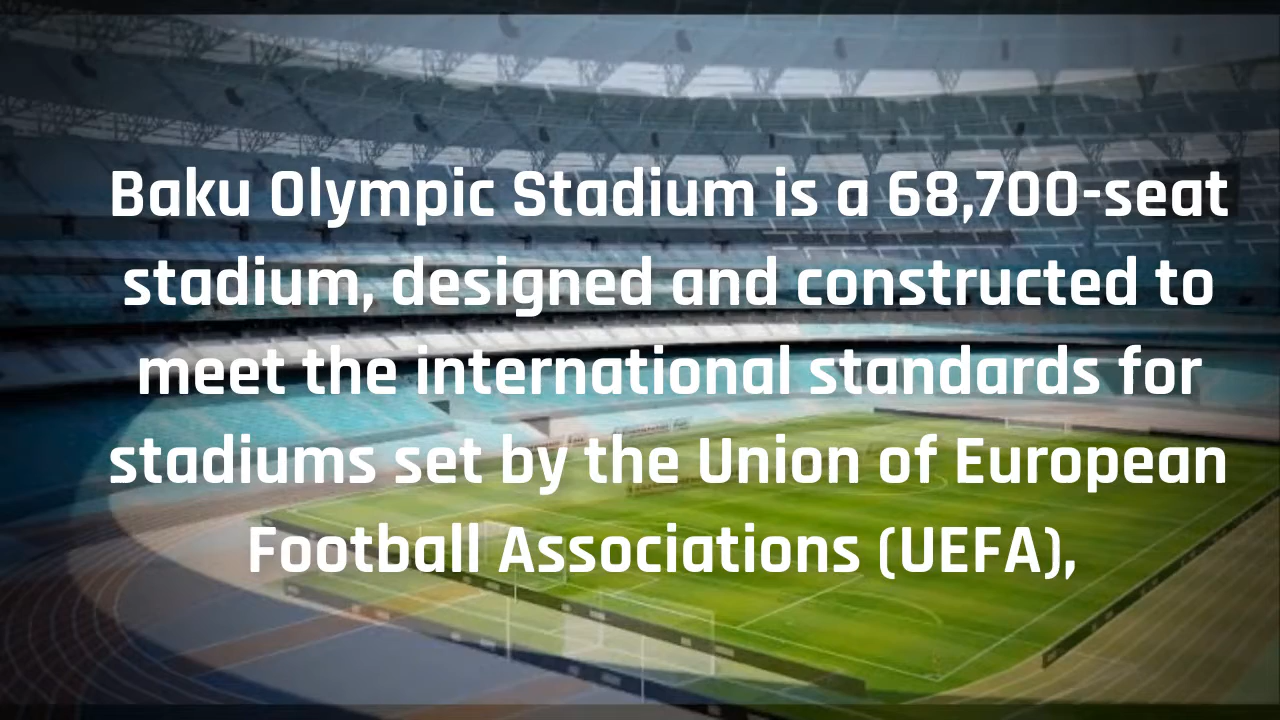 Baku Olympic Stadium is a 68,700-seat
stadium, designed and constructed to
meet the international standards for
stadiums set by the Union of European
Football Associations (UEFA),